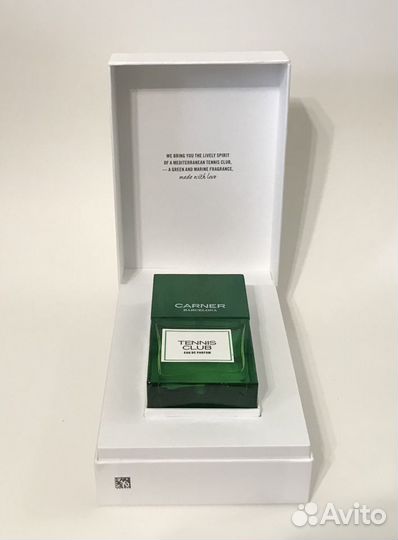 WE BRING YOU THE LIVELY SPIRIT
OF A MEDITERRANEAN TENNIS CLUB,
— A GREEN AND MARINE FRAGRANCE,
made with love
CARNER
BARCELONA
TENNIS
CLUB
EAU DE PARFUM
Avito